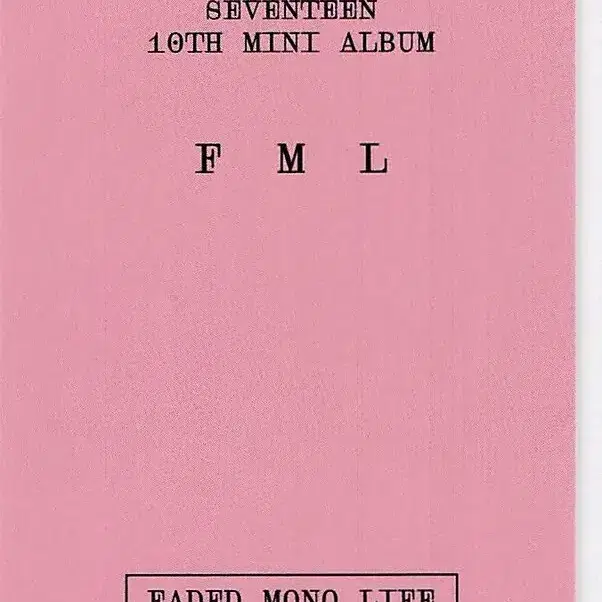 SEVENTEEN
10TH MINI ALBUM
F M L
FADED MONO LIFE